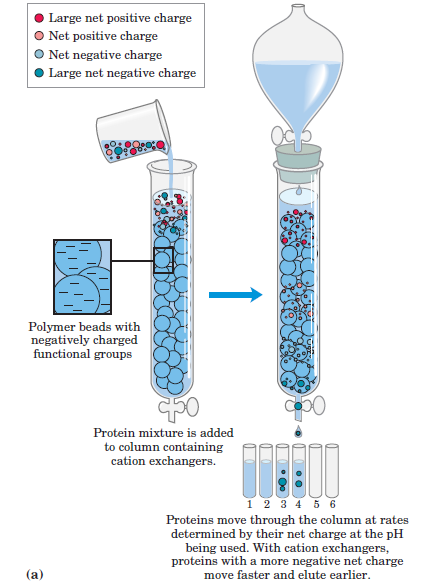 Large net positive charge
Net positive charge
Net negative charge
Large net negative charge
Polymer beads with
negatively charged
functional groups
Protein mixture is added
to column containing
cation exchangers.
1 2 3 4 5 6
Proteins move through the column at rates
determined by their net charge at the pH
being used. With cation exchangers,
proteins with a more negative net charge
move faster and elute earlier.
(a)